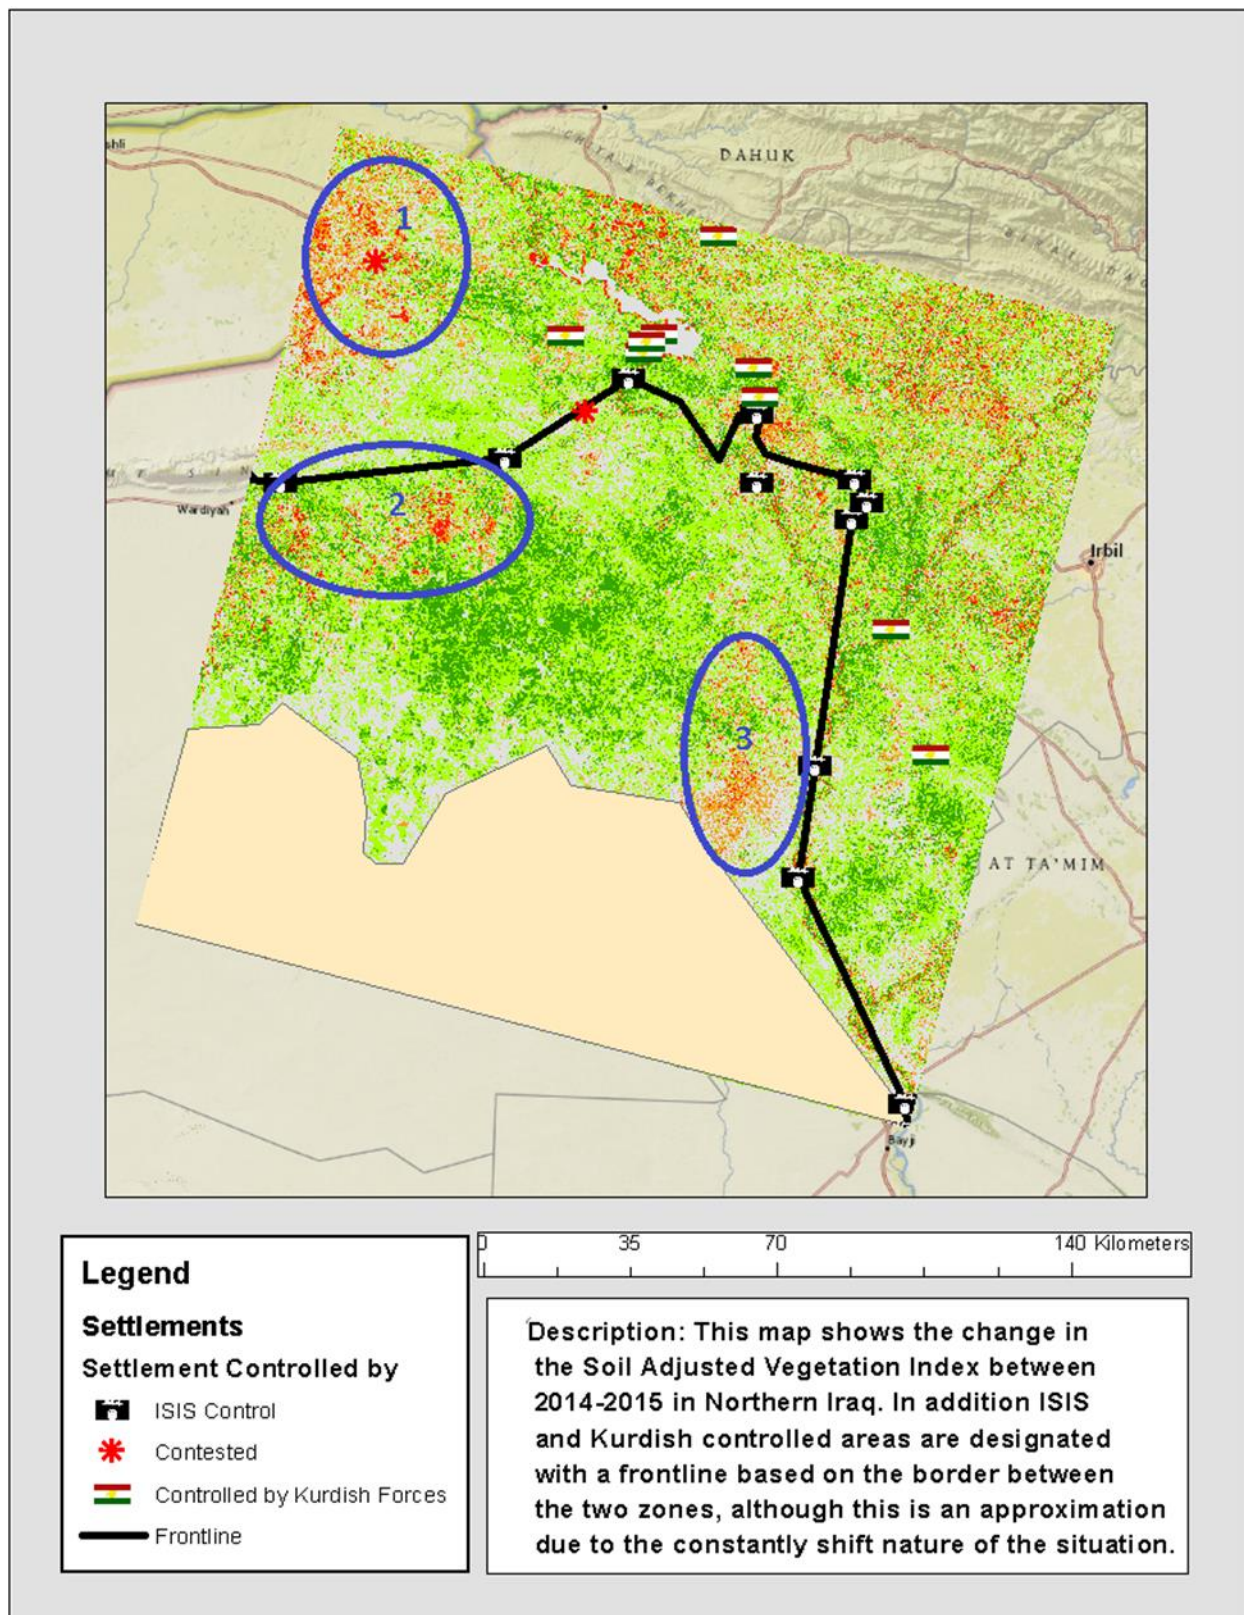 shli
DAHUK
1
2
Wardiyah
Irbil
3
AT TA'MIM
Bayji
Legend
Settlements
Settlement Controlled by
ISIS Control
Contested
Controlled by Kurdish Forces
Frontline
0 35 70 140 Kilometers
Description: This map shows the change in
the Soil Adjusted Vegetation Index between
2014-2015 in Northern Iraq. In addition ISIS
and Kurdish controlled areas are designated
with a frontline based on the border between
the two zones, although this is an approximation
due to the constantly shift nature of the situation.